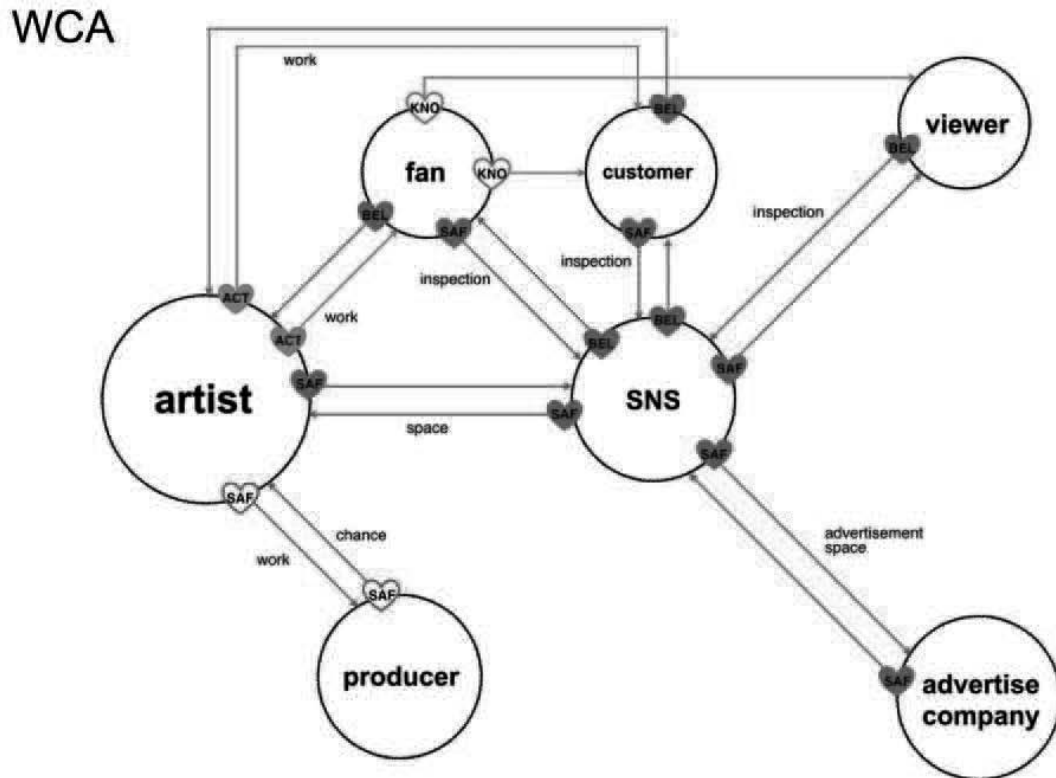 WCA
work
KNO
BEL
viewer
BEL
fan
KNO
customer
BEL
SAF
SAF
inspection
inspection
inspection
ACT
work
BEL
ACT
BEL
SAF
SAF
artist
SNS
SAF
space
SAF
SAF
chance
work
advertisement
space
SAF
producer
SAF
advertise
company